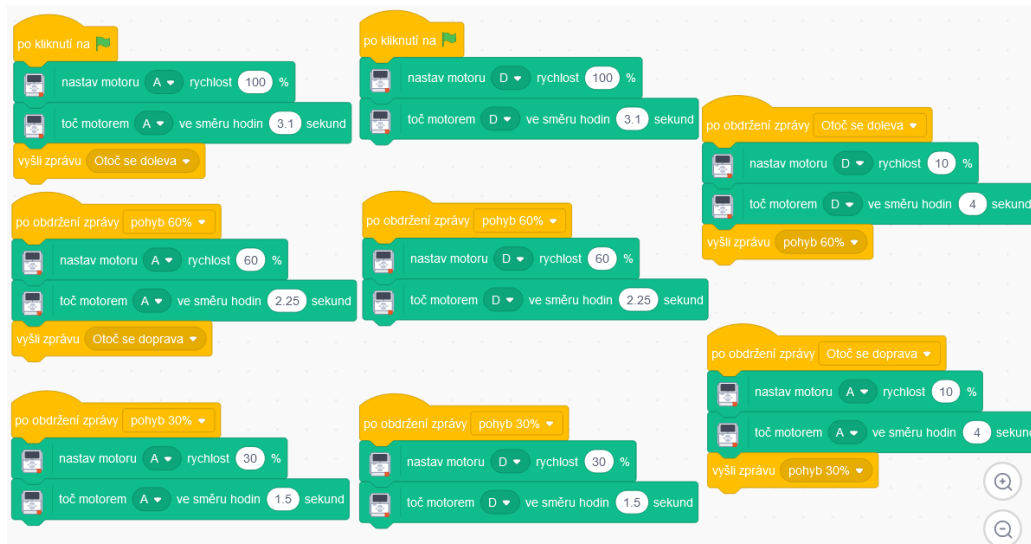 po kliknutí na
nastav motoru A rychlost 100 %
toč motorem A ve směru hodin 3.1 sekund
vyšli zprávu Otoč se doleva
po kliknutí na
nastav motoru D rychlost 100 %
toč motorem D ve směru hodin 3.1 sekund
po obdržení zprávy Otoč se doleva
nastav motoru D rychlost 10 %
toč motorem D ve směru hodin 4 sekund
vyšli zprávu pohyb 60%
po obdržení zprávy pohyb 60%
nastav motoru A rychlost 60 %
toč motorem A ve směru hodin 2.25 sekund
vyšli zprávu Otoč se doprava
po obdržení zprávy pohyb 60%
nastav motoru D rychlost 60 %
toč motorem D ve směru hodin 2.25 sekund
po obdržení zprávy Otoč se doprava
nastav motoru A rychlost 10 %
toč motorem A ve směru hodin 4 sekun
vyšli zprávu pohyb 30%
po obdržení zprávy pohyb 30%
nastav motoru A rychlost 30 %
toč motorem A ve směru hodin 1.5 sekund
po obdržení zprávy pohyb 30%
nastav motoru D rychlost 30 %
toč motorem D ve směru hodin 1.5 sekund